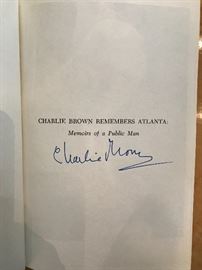 CHARLIE BROWN REMEMBERS ATLANTA:
Memoirs of a Public Man
Charlie Brown